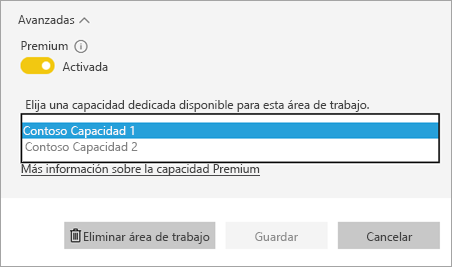 Avanzadas
Premium
Activada
Elija una capacidad dedicada disponible para esta área de trabajo.
Contoso Capacidad 1
Contoso Capacidad 2
Más información sobre la capacidad Premium
Eliminar área de trabajo Guardar Cancelar